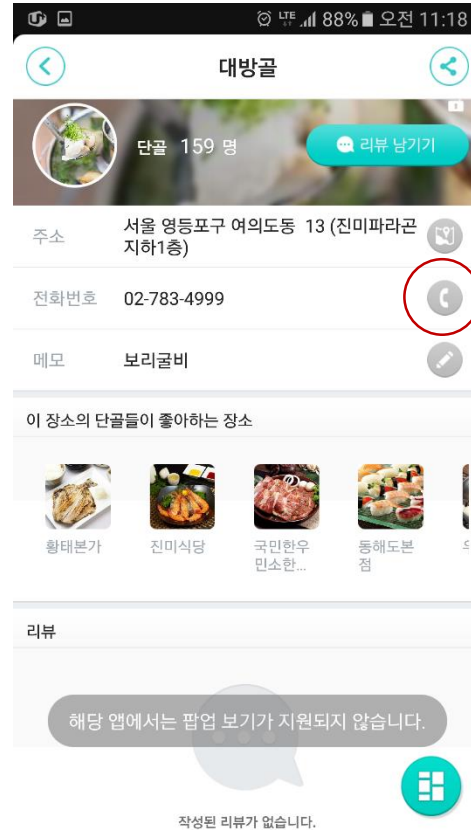 LTE 88% 오전 11:18
대방골
단골 159 명
리뷰 남기기
주소
서울 영등포구 여의도동 13 (진미파라곤
지하1층)
전화번호 02-783-4999
메모 보리굴비
이 장소의 단골들이 좋아하는 장소
황태본가
진미식당
국민한우
민소한...
동해도본
점
리뷰
해당 앱에서는 팝업 보기가 지원되지 않습니다.
작성된 리뷰가 없습니다.